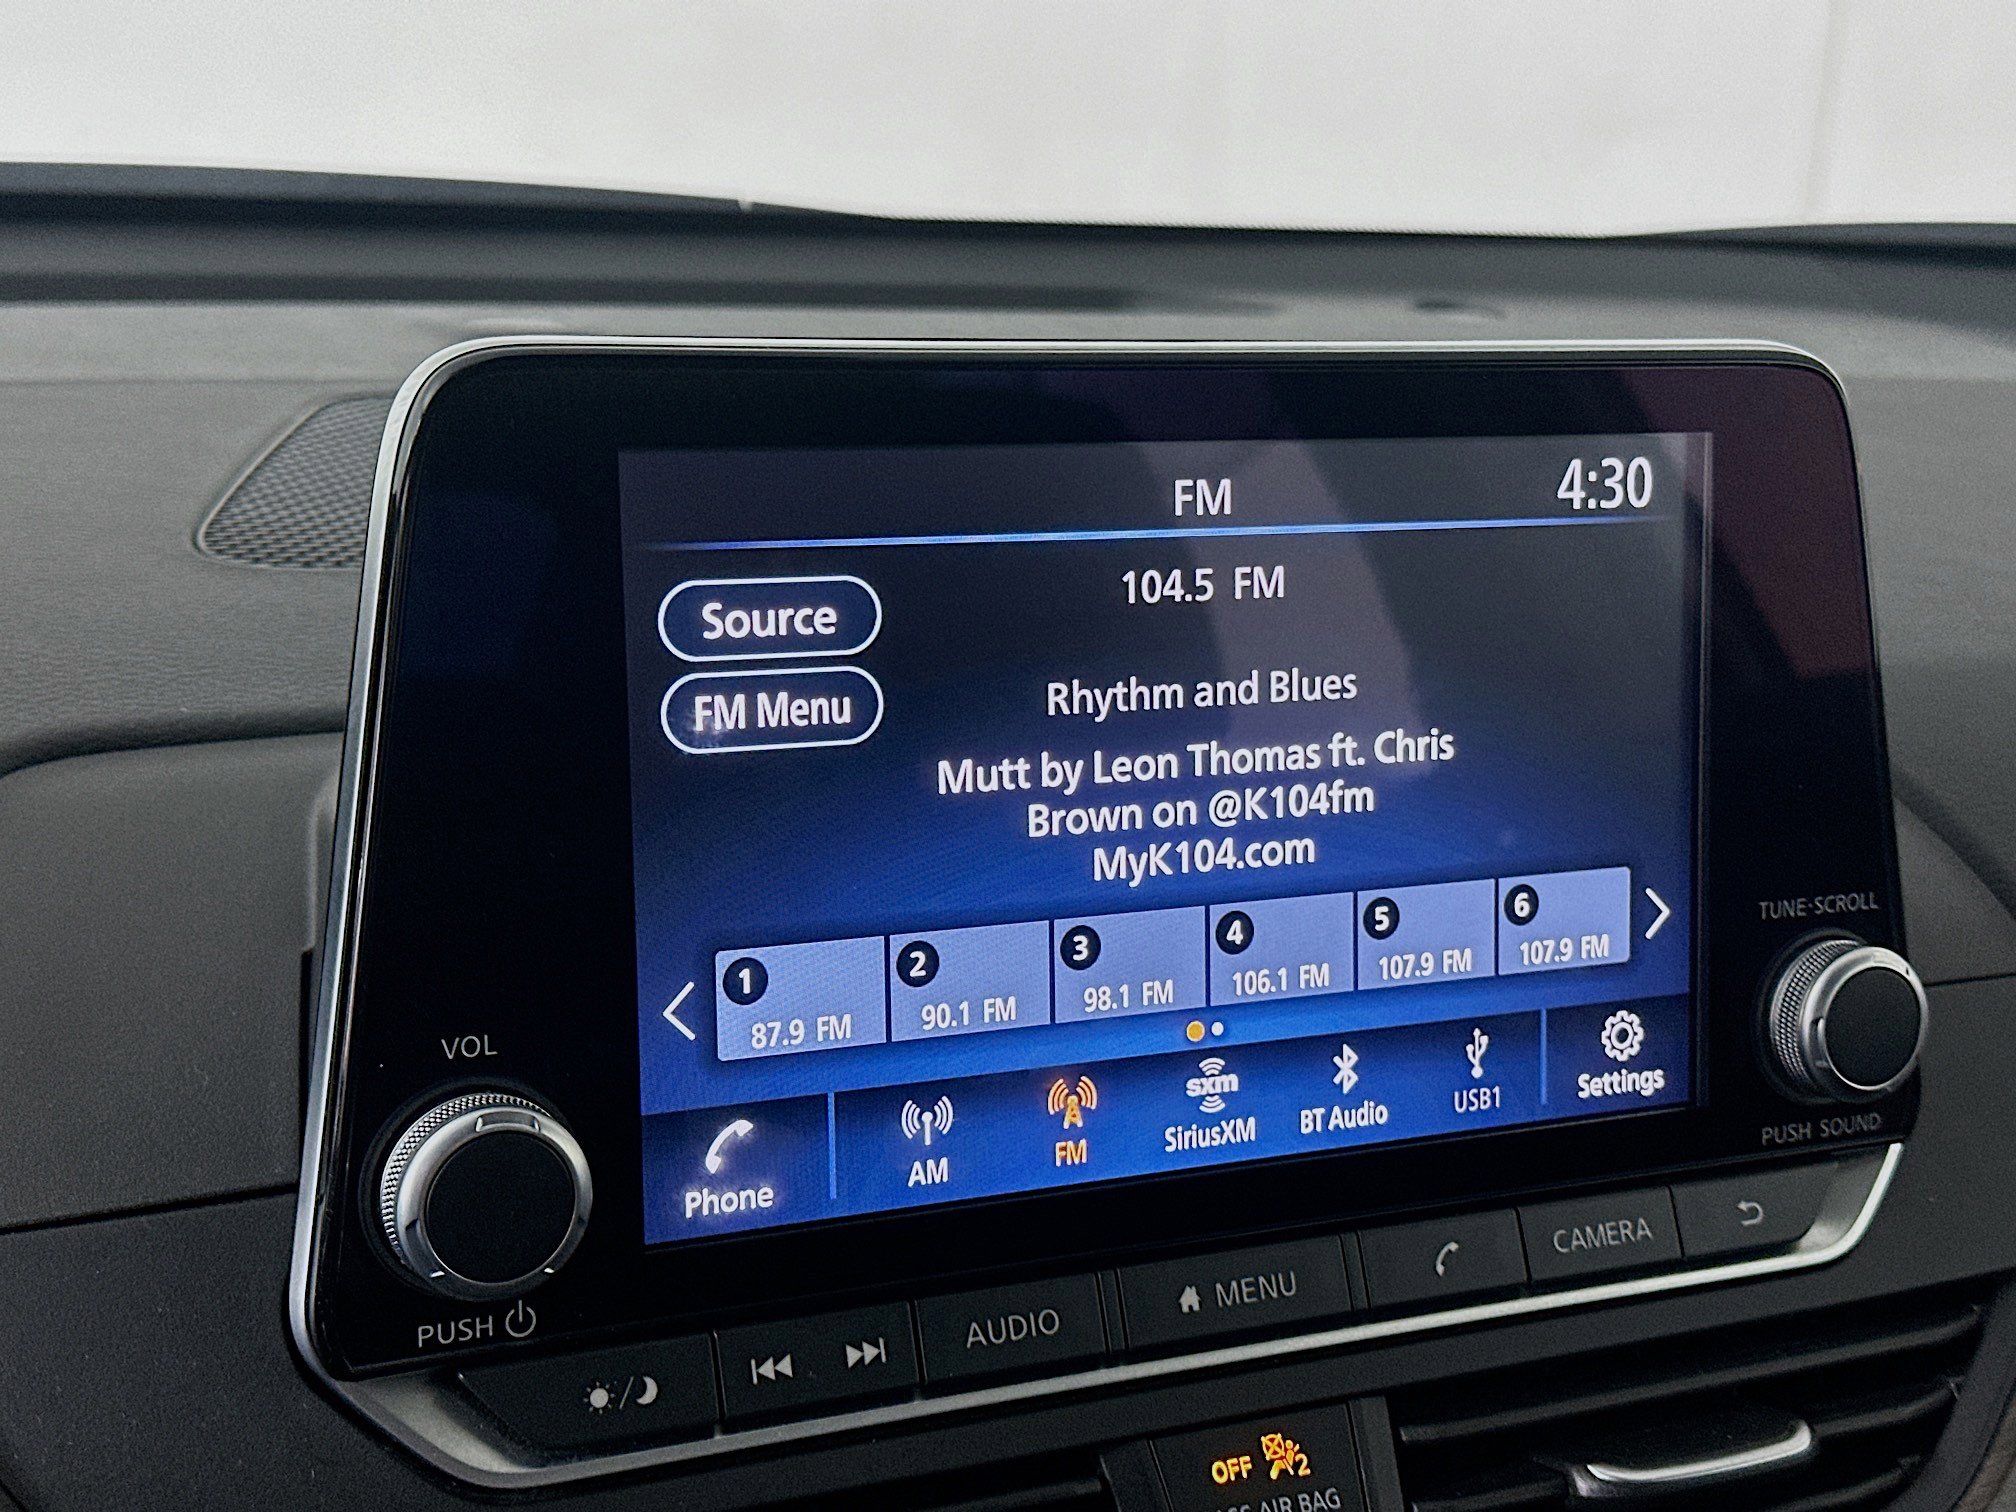 FM
4:30
Source
104.5 FM
FM Menu
Rhythm and Blues
Mutt by Leon Thomas ft. Chris
Brown on @K104fm
MyK104.com
1
87.9 FM
2
90.1 FM
3
98.1 FM
4
106.1 FM
5
107.9 FM
6
107.9 FM
Phone
AM
FM
sxm
SiriusXM
BT Audio
USB1
Settings
VOL
PUSH
TUNE·SCROLL
PUSH SOUND
AUDIO
MENU
CAMERA
OFF
2
AIR BAG